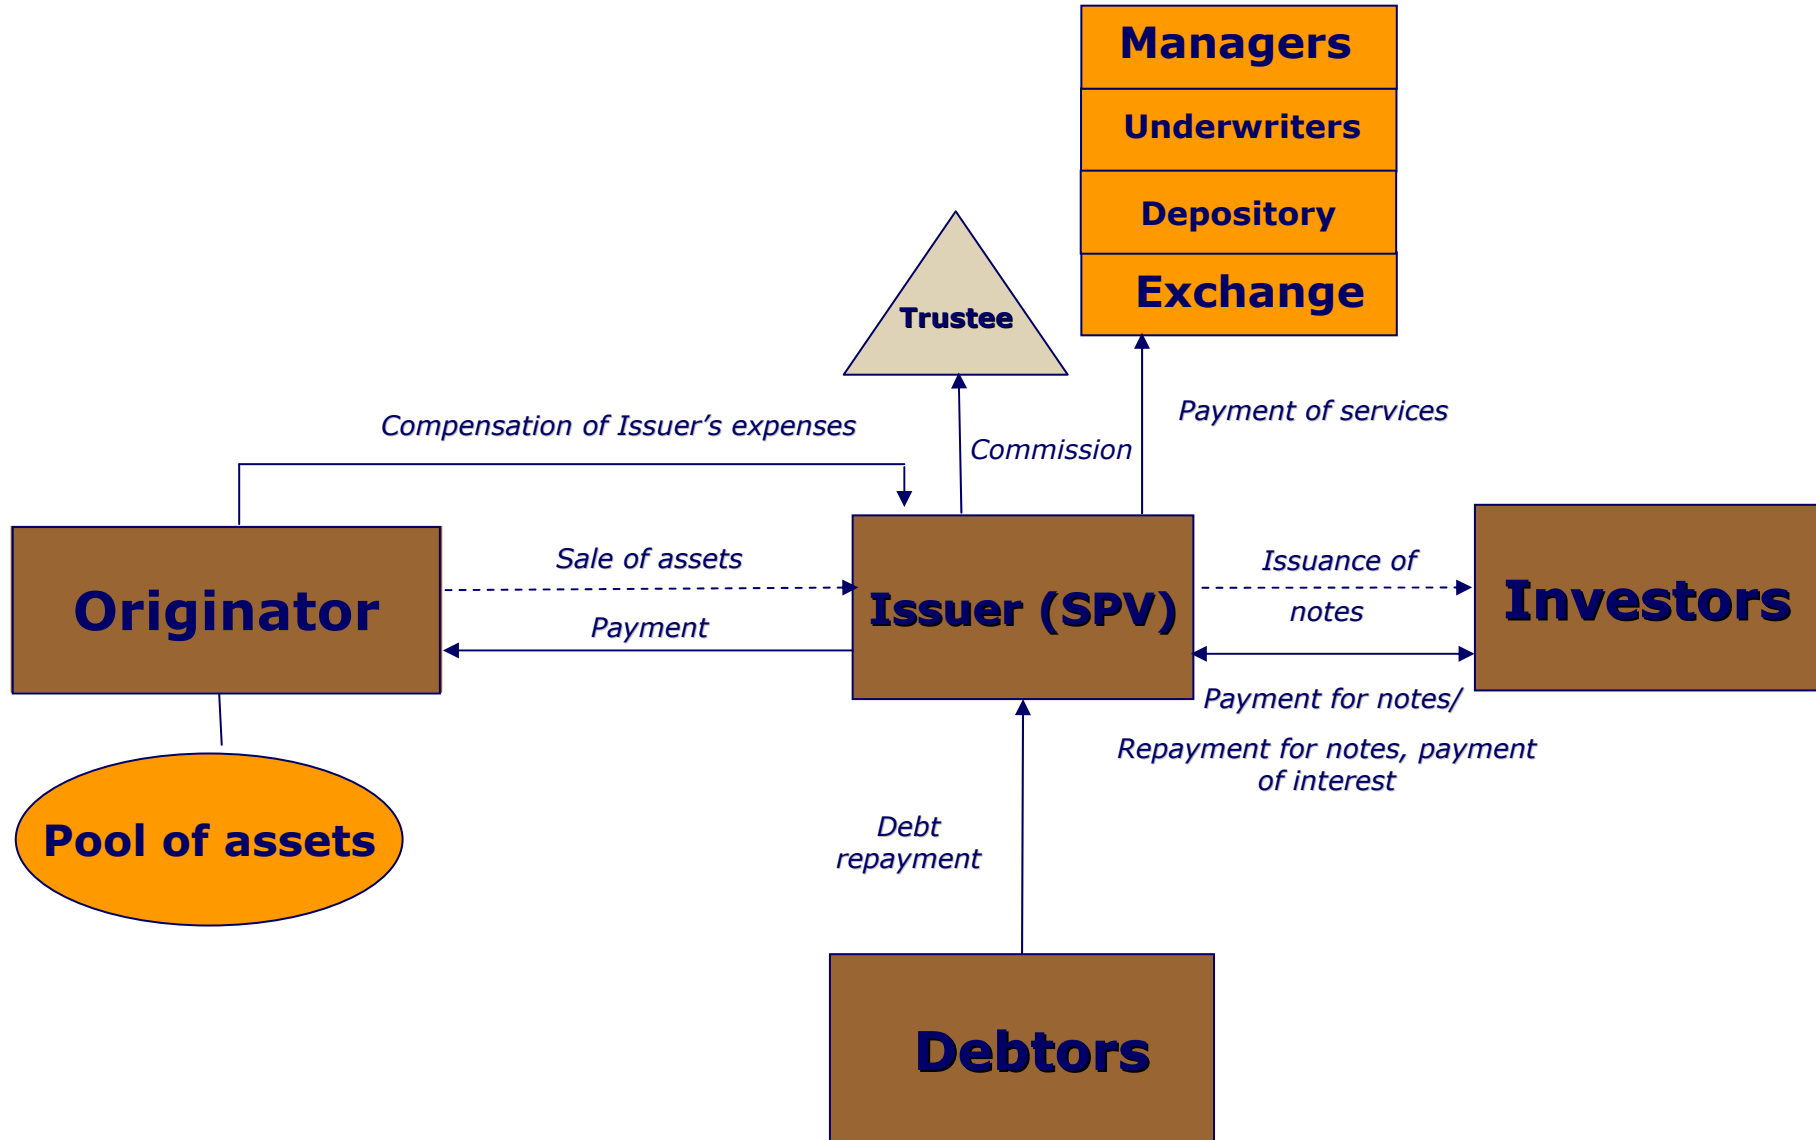 Managers
Underwriters
Depository
Exchange
Trustee
Compensation of Issuer’s expenses
Commission
Payment of services
Originator
Sale of assets
Payment
Issuer (SPV)
Issuance of
notes
Investors
Payment for notes/
Repayment for notes, payment
of interest
Pool of assets
Debt
repayment
Debtors